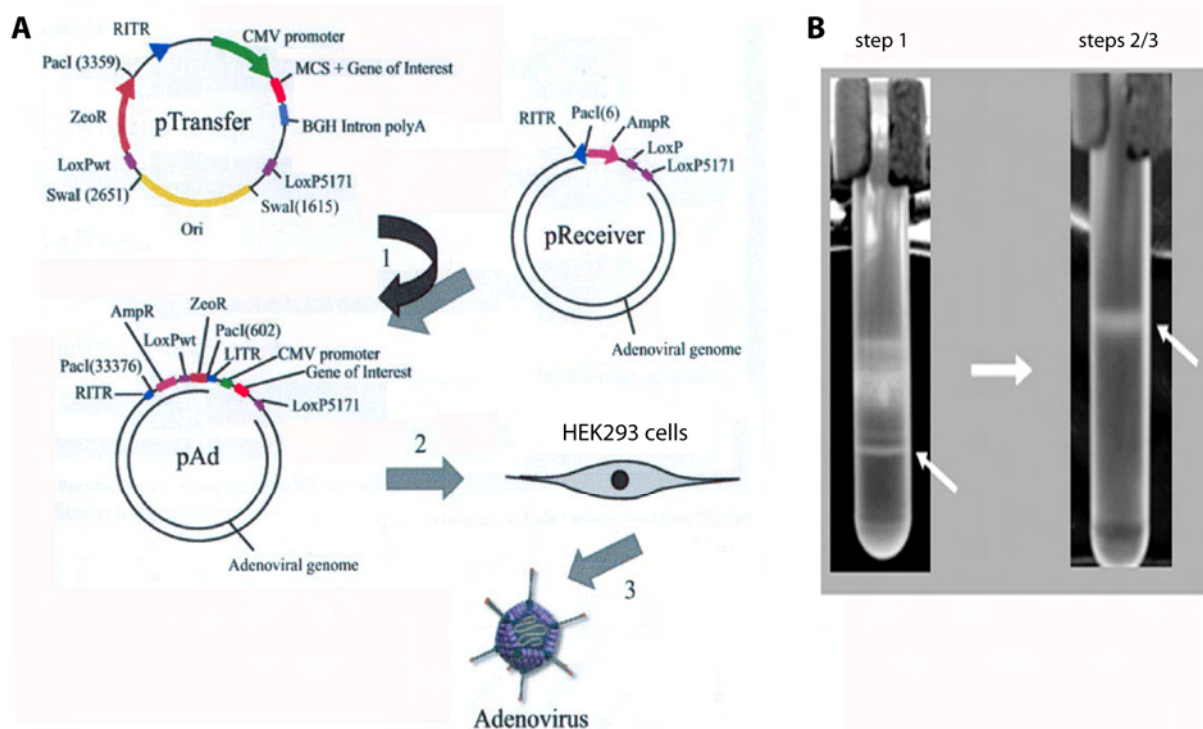 A
RITR
CMV promoter
PacI (3359)
MCS + Gene of Interest
ZeoR
pTransfer
BGH Intron polyA
LoxPwt
LoxP5171
SwaI (2651)
SwaI(1615)
Ori
PacI(6)
RITR
AmpR
LoxP
LoxP5171
pReceiver
Adenoviral genome
1
ZeoR
AmpR
PacI(602)
LoxPwt
LITR
PacI(33376)
CMV promoter
RITR
Gene of Interest
LoxP5171
pAd
Adenoviral genome
2
HEK293 cells
3
Adenovirus
B
step 1
steps 2/3